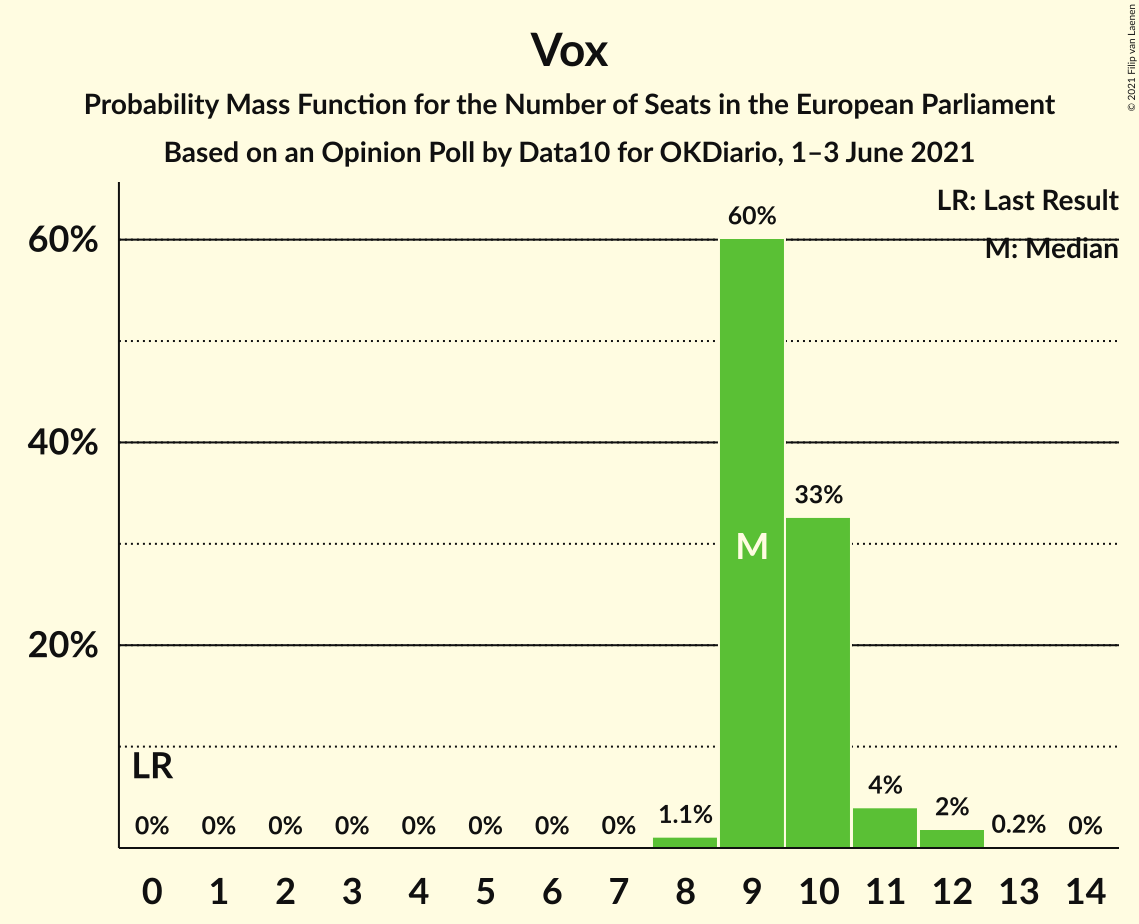 Vox
Probability Mass Function for the Number of Seats in the European Parliament
Based on an Opinion Poll by Data10 for OKDiario, 1–3 June 2021
© 2021 Filip van Laenen
LR: Last Result
M: Median
60%
40%
20%
60%
33%
M
LR
0% 0% 0% 0% 0% 0% 0% 0% 1.1% 4% 2% 0.2% 0%
0 1 2 3 4 5 6 7 8 9 10 11 12 13 14